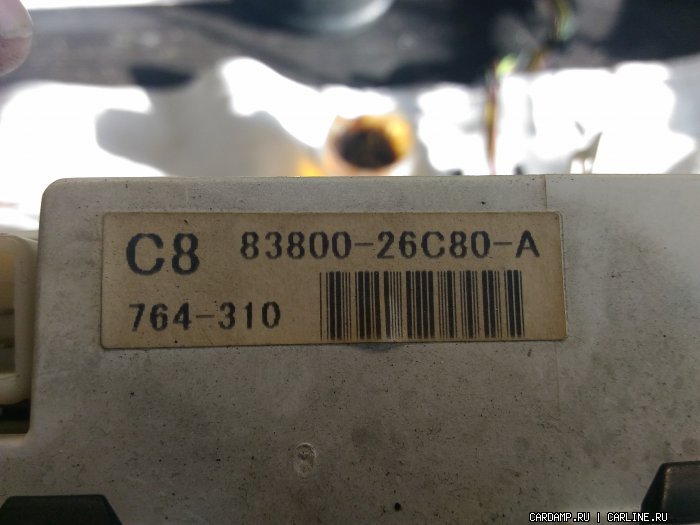 C8 83800-26C80-A
764-310
CARDAMP.RU | CARLINE.RU